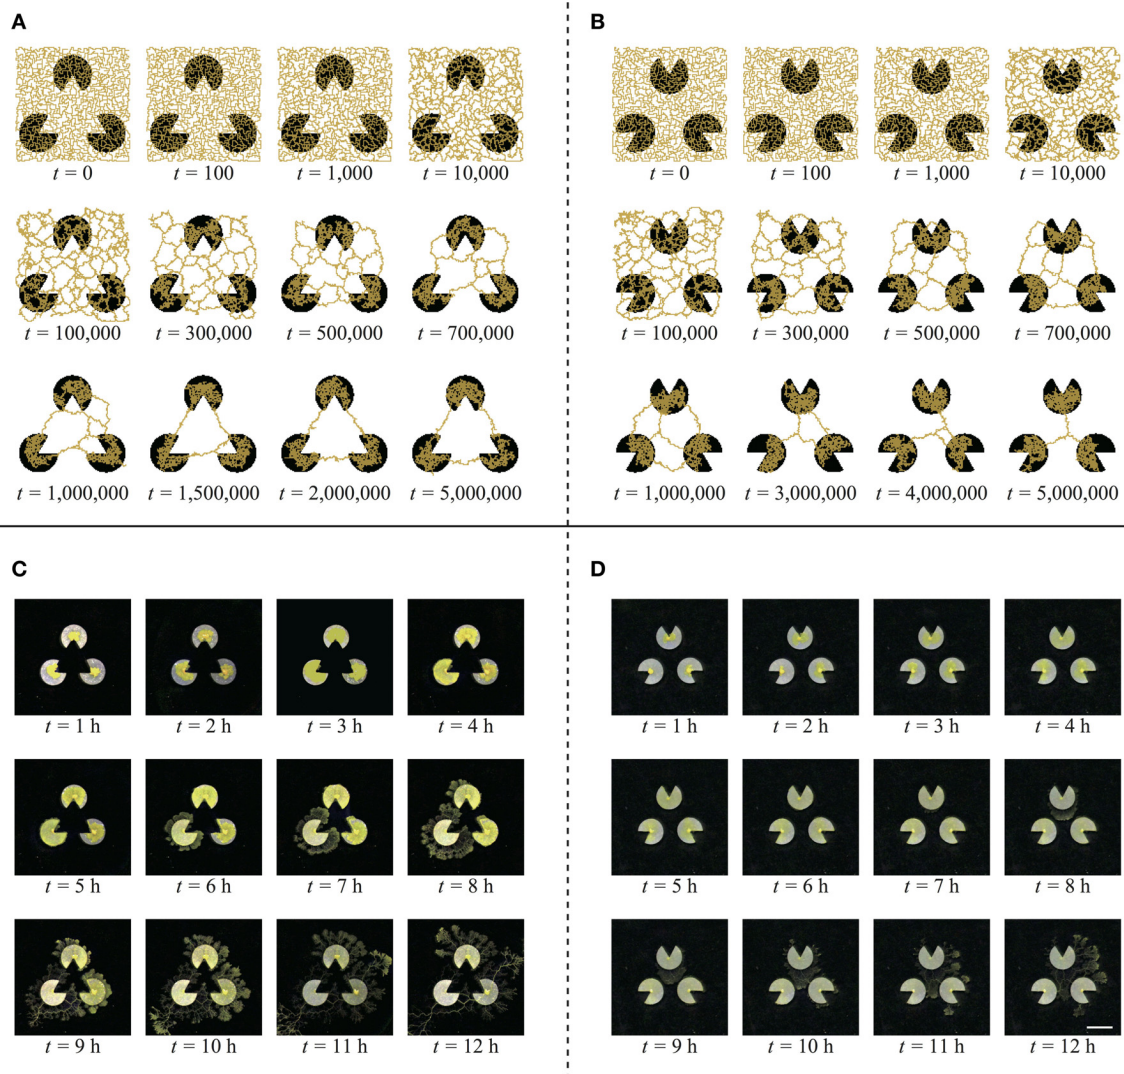 A
t = 0 t = 100 t = 1,000 t = 10,000
t = 100,000 t = 300,000 t = 500,000 t = 700,000
t = 1,000,000 t = 1,500,000 t = 2,000,000 t = 5,000,000
B
t = 0 t = 100 t = 1,000 t = 10,000
t = 100,000 t = 300,000 t = 500,000 t = 700,000
t = 1,000,000 t = 3,000,000 t = 4,000,000 t = 5,000,000
C
t = 1 h t = 2 h t = 3 h t = 4 h
t = 5 h t = 6 h t = 7 h t = 8 h
t = 9 h t = 10 h t = 11 h t = 12 h
D
t = 1 h t = 2 h t = 3 h t = 4 h
t = 5 h t = 6 h t = 7 h t = 8 h
t = 9 h t = 10 h t = 11 h t = 12 h